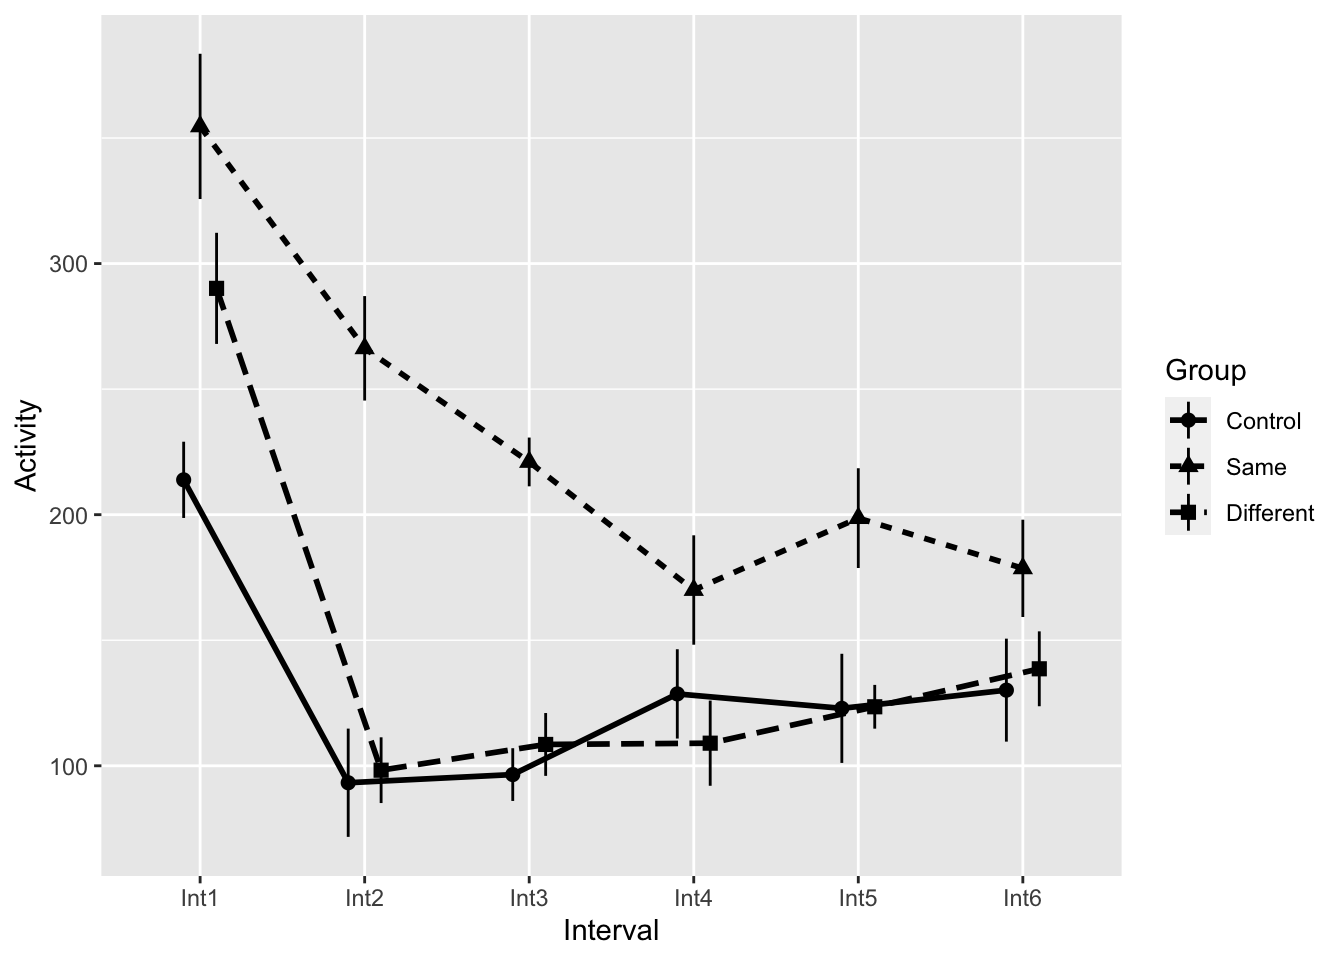 Activity
300
200
100
Int1 Int2 Int3 Int4 Int5 Int6
Interval
Group
Control
Same
Different